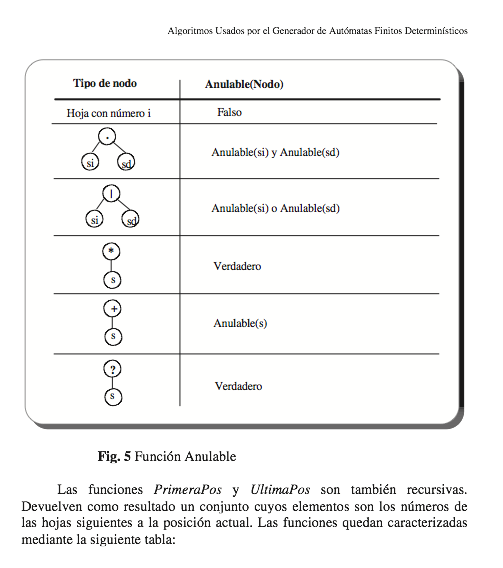 Algoritmos Usados por el Generador de Autómatas Finitos Determinísticos
Tipo de nodo Anulable(Nodo)
Hoja con número i Falso
.
si sd
Anulable(si) y Anulable(sd)
|
si sd
Anulable(si) o Anulable(sd)
*
s
Verdadero
+
s
Anulable(s)
?
s
Verdadero
Fig. 5 Función Anulable
Las funciones PrimeraPos y UltimaPos son también recursivas.
Devuelven como resultado un conjunto cuyos elementos son los números de
las hojas siguientes a la posición actual. Las funciones quedan caracterizadas
mediante la siguiente tabla: